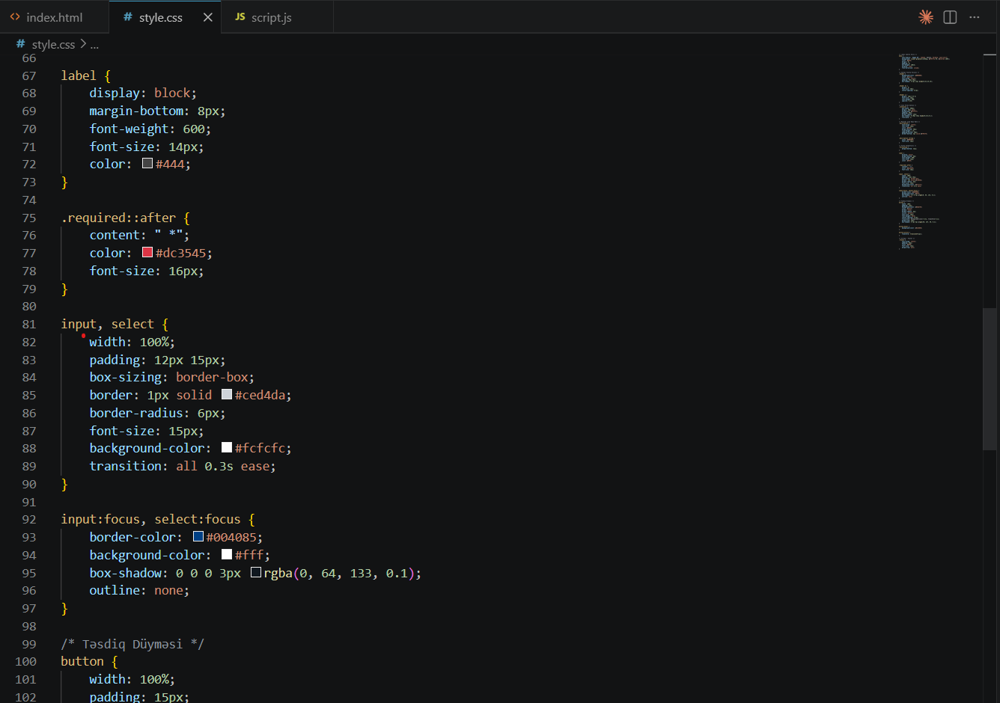 <> index.html
# style.css
JS script.js
# style.css > ...
66
67 label {
68 display: block;
69 margin-bottom: 8px;
70 font-weight: 600;
71 font-size: 14px;
72 color: #444;
73 }
74
75 .required::after {
76 content: " *";
77 color: #dc3545;
78 font-size: 16px;
79 }
80
81 input, select {
82 width: 100%;
83 padding: 12px 15px;
84 box-sizing: border-box;
85 border: 1px solid #ced4da;
86 border-radius: 6px;
87 font-size: 15px;
88 background-color: #fcfcfc;
89 transition: all 0.3s ease;
90 }
91
92 input:focus, select:focus {
93 border-color: #004085;
94 background-color: #fff;
95 box-shadow: 0 0 0 3px rgba(0, 64, 133, 0.1);
96 outline: none;
97 }
98
99 /* Təsdiq Düyməsi */
100 button {
101 width: 100%;
102 padding: 15px;